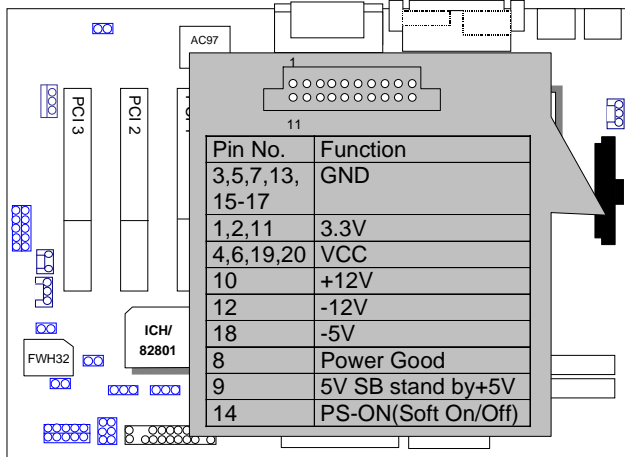 AC97
PCI 3
PCI 2
1
11
Pin No. Function
3,5,7,13, GND
15-17
1,2,11 3.3V
4,6,19,20 VCC
10 +12V
12 -12V
18 -5V
8 Power Good
9 5V SB stand by+5V
14 PS-ON(Soft On/Off)
ICH/
82801
FWH32